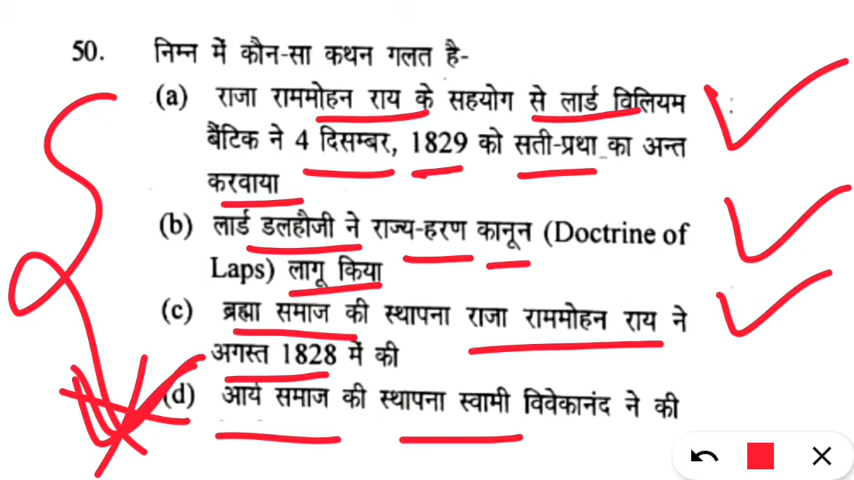 50. निम्न में कौन-सा कथन गलत है-
(a) राजा राममोहन राय के सहयोग से लार्ड विलियम
बैंटिक ने 4 दिसम्बर, 1829 को सती-प्रथा का अन्त
करवाया
(b) लार्ड डलहौजी ने राज्य-हरण कानून (Doctrine of
Laps) लागू किया
(c) ब्रह्मा समाज की स्थापना राजा राममोहन राय ने
अगस्त 1828 में की
(d) आर्य समाज की स्थापना स्वामी विवेकानंद ने की